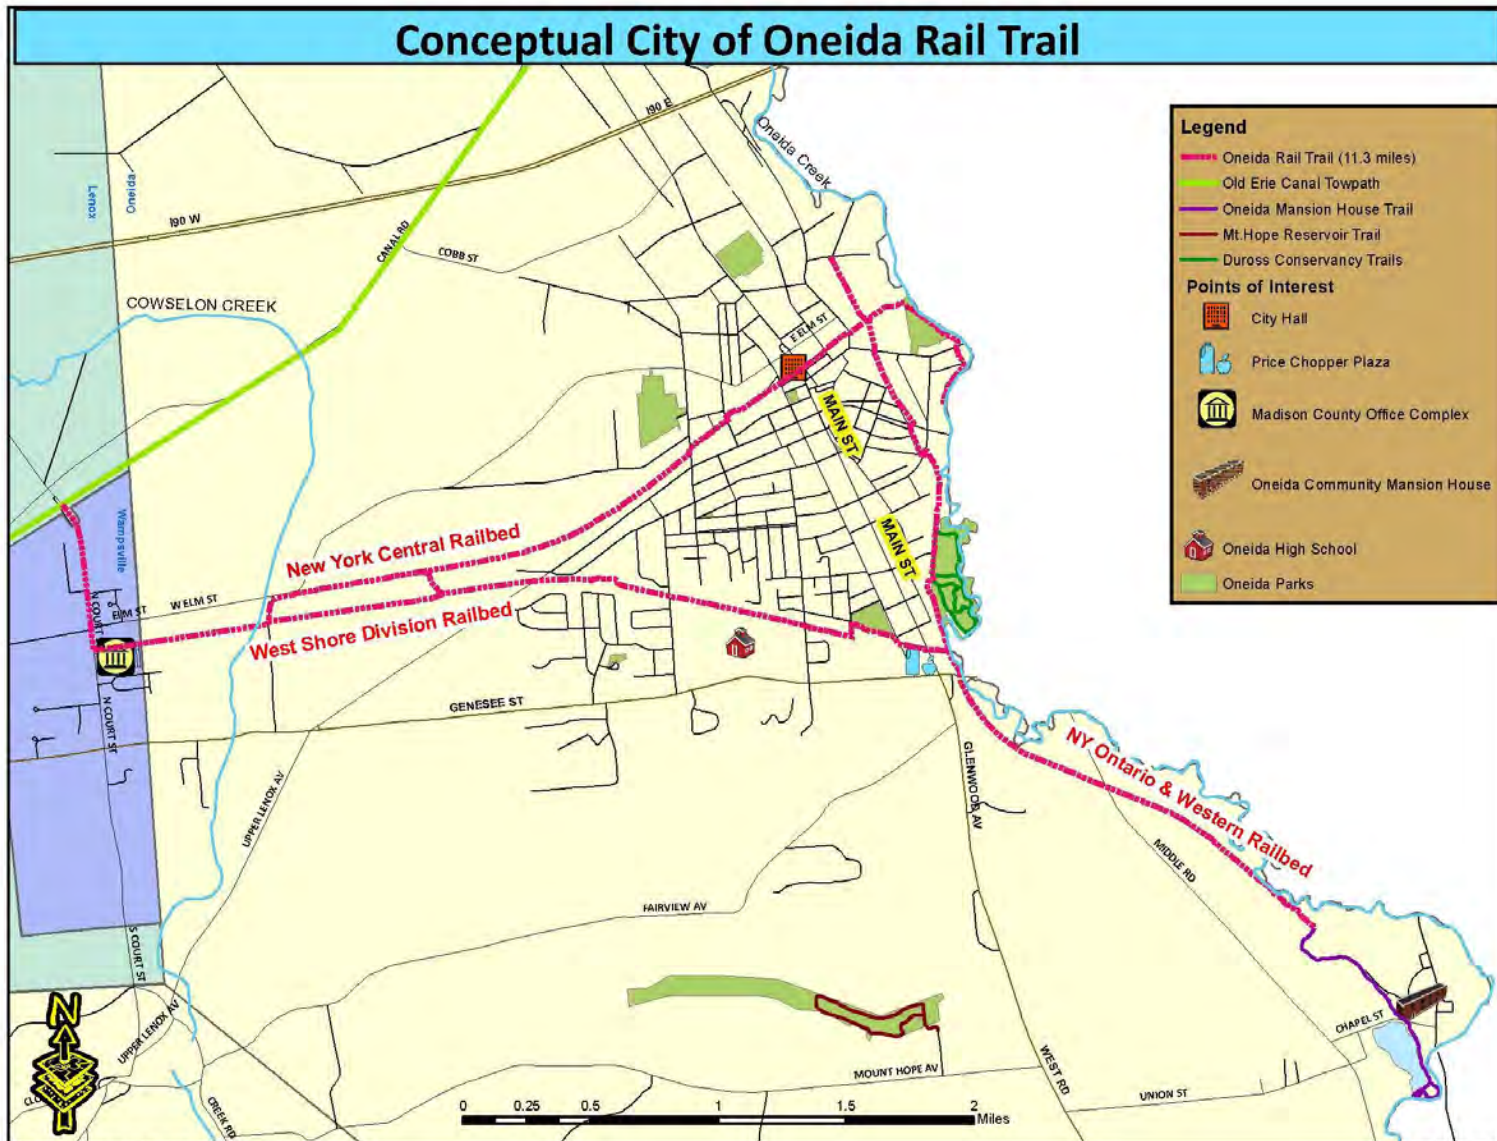 Conceptual City of Oneida Rail Trail
Legend
Oneida Rail Trail (11.3 miles)
Old Erie Canal Towpath
Oneida Mansion House Trail
Mt.Hope Reservoir Trail
Duross Conservancy Trails
Points of Interest
City Hall
Price Chopper Plaza
Madison County Office Complex
Oneida Community Mansion House
Oneida High School
Oneida Parks
I90 E
Oneida Creek
Lenox
Oneida
I90 W
CANAL RD
COBB ST
COWSELON CREEK
E ELM ST
MAIN ST
MAIN ST
Wampsville
New York Central Railbed
N COURT
ELM ST
W ELM ST
West Shore Division Railbed
N COURT ST
GENESEE ST
GLENWOOD AV
NY Ontario & Western Railbed
UPPER LENOX AV
MIDDLE RD
FAIRVIEW AV
S COURT ST
N
UPPER LENOX AV
CHAPEL ST
WEST RD
MOUNT HOPE AV
UNION ST
CREEK RD
0 0.25 0.5 1 1.5 2
Miles